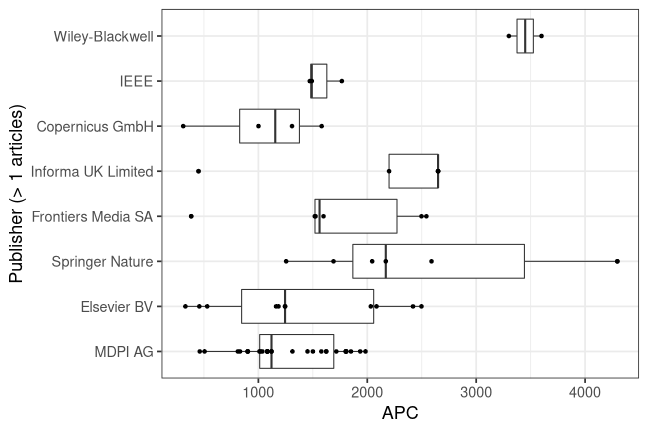 Publisher (> 1 articles)
Wiley-Blackwell
IEEE
Copernicus GmbH
Informa UK Limited
Frontiers Media SA
Springer Nature
Elsevier BV
MDPI AG
1000 2000 3000 4000
APC